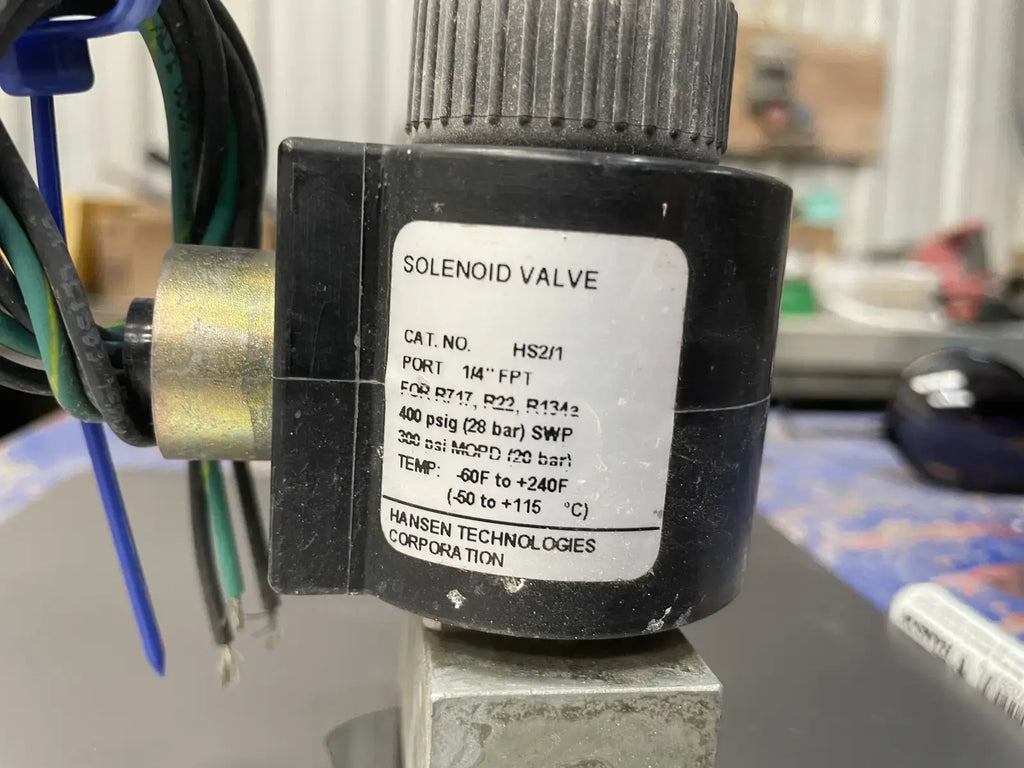 SOLENOID VALVE
CAT. NO. HS2/1
PORT 1/4" FPT
FOR R717, R22, R134a
400 psig (28 bar) SWP
300 psi MOPD (20 bar)
TEMP: -60F to +240F
(-50 to +115 °C)
HANSEN TECHNOLOGIES
CORPORATION